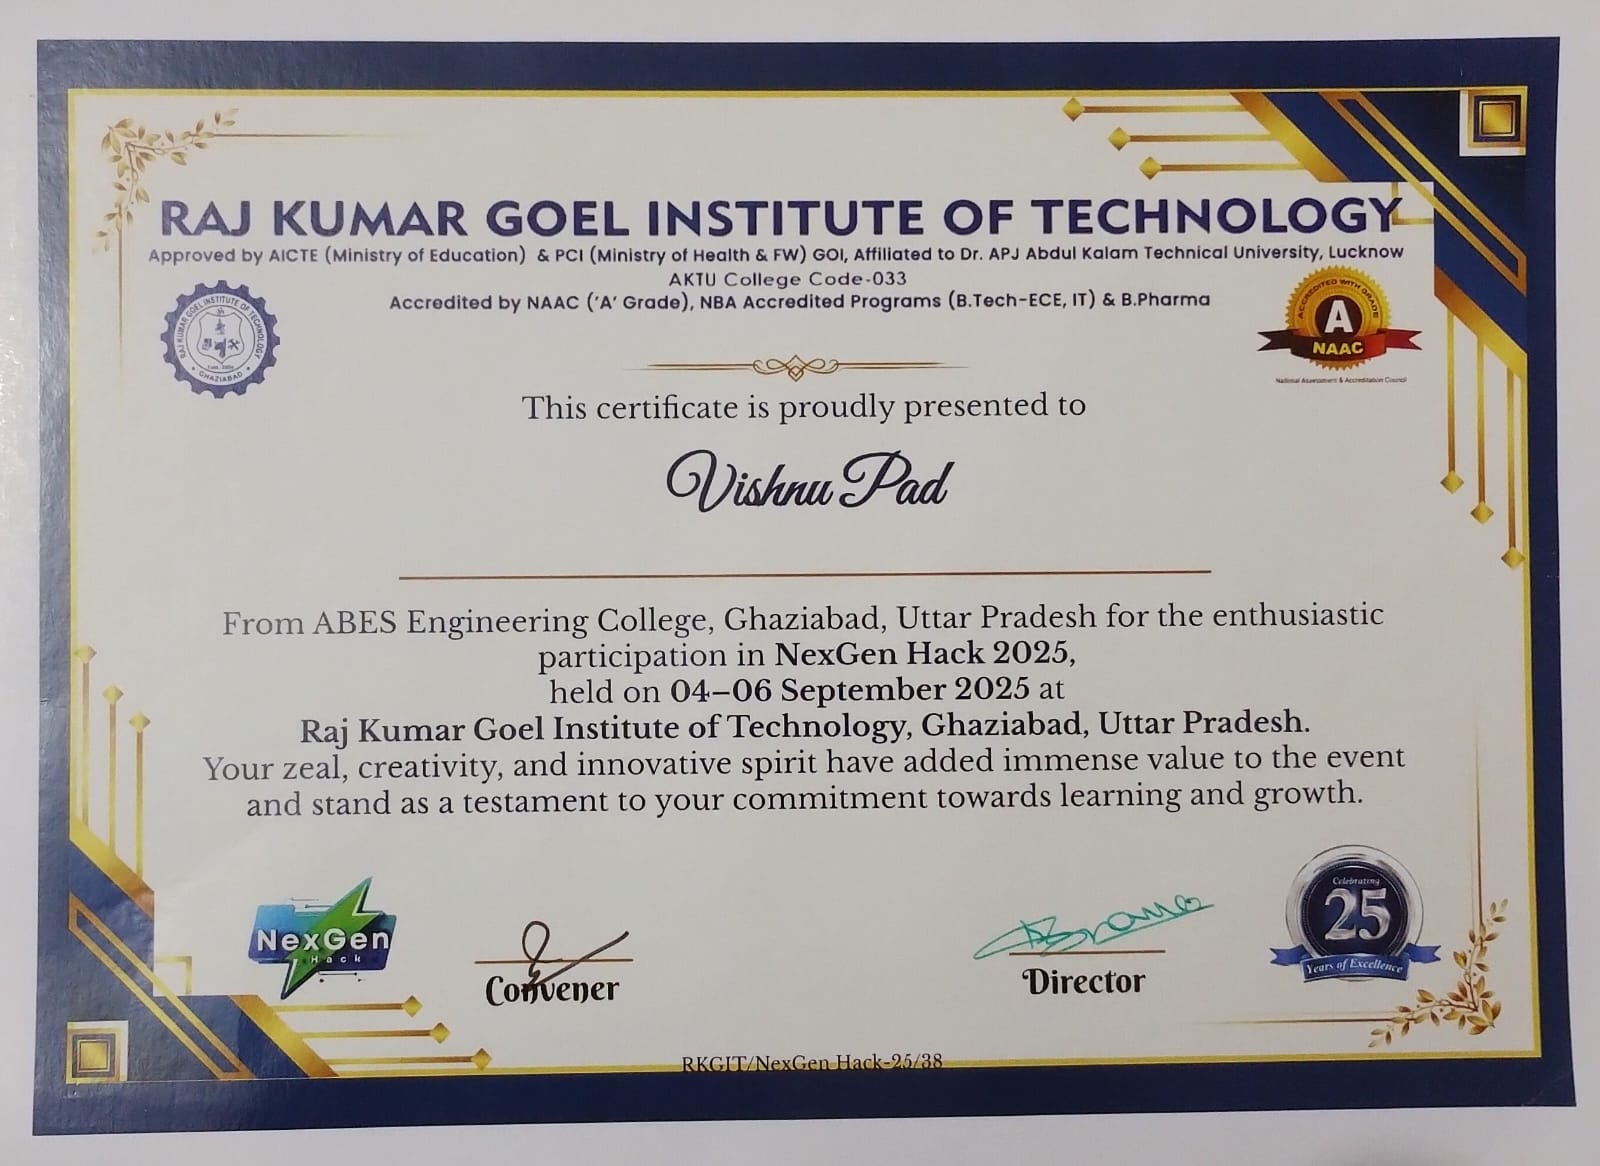 RAJ KUMAR GOEL INSTITUTE OF TECHNOLOGY
Approved by AICTE (Ministry of Education) & PCI (Ministry of Health & FW) GOI, Affiliated to Dr. APJ Abdul Kalam Technical University, Lucknow
AKTU College Code-033
Accredited by NAAC ('A' Grade), NBA Accredited Programs (B.Tech-ECE, IT) & B.Pharma
RAJ KUMAR GOEL INSTITUTE OF TECHNOLOGY
GHAZIABAD
ACCREDITED WITH GRADE
A
NAAC
National Assessment & Accreditation Council
This certificate is proudly presented to
Vishnu Pad
From ABES Engineering College, Ghaziabad, Uttar Pradesh for the enthusiastic
participation in NexGen Hack 2025,
held on 04–06 September 2025 at
Raj Kumar Goel Institute of Technology, Ghaziabad, Uttar Pradesh.
Your zeal, creativity, and innovative spirit have added immense value to the event
and stand as a testament to your commitment towards learning and growth.
NexGen
Hack
Convener
Director
Celebrating
25
Years of Excellence
RKGIT/NexGen Hack-25/38